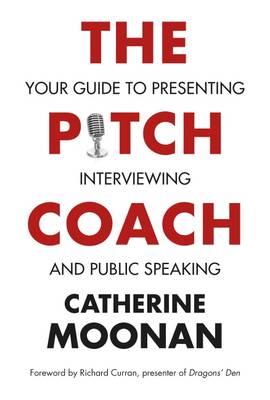 THE
YOUR GUIDE TO PRESENTING
PITCH
INTERVIEWING
COACH
AND PUBLIC SPEAKING
CATHERINE
MOONAN
Foreword by Richard Curran, presenter of Dragons' Den